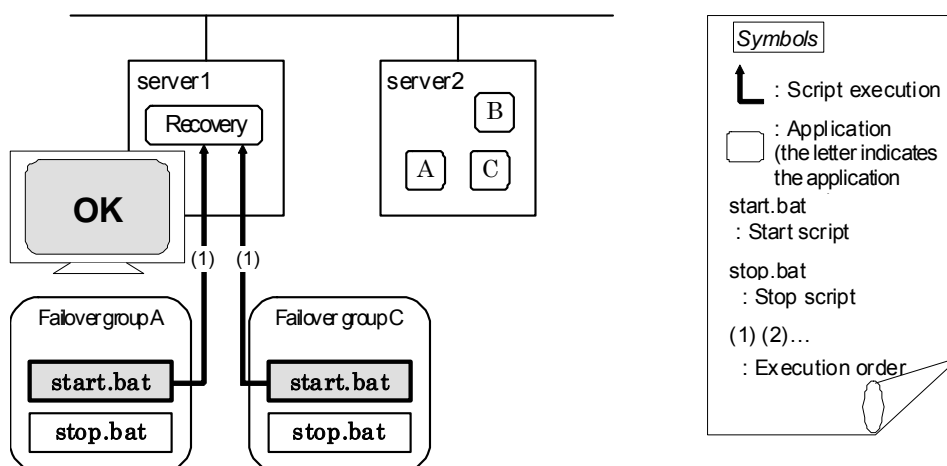 server1
Recovery
server2
B
A
C
OK
(1)
(1)
Failover group A
start.bat
stop.bat
Failover group C
start.bat
stop.bat
Symbols
: Script execution
: Application
(the letter indicates
the application
start.bat
: Start script
stop.bat
: Stop script
(1) (2)…
: Execution order